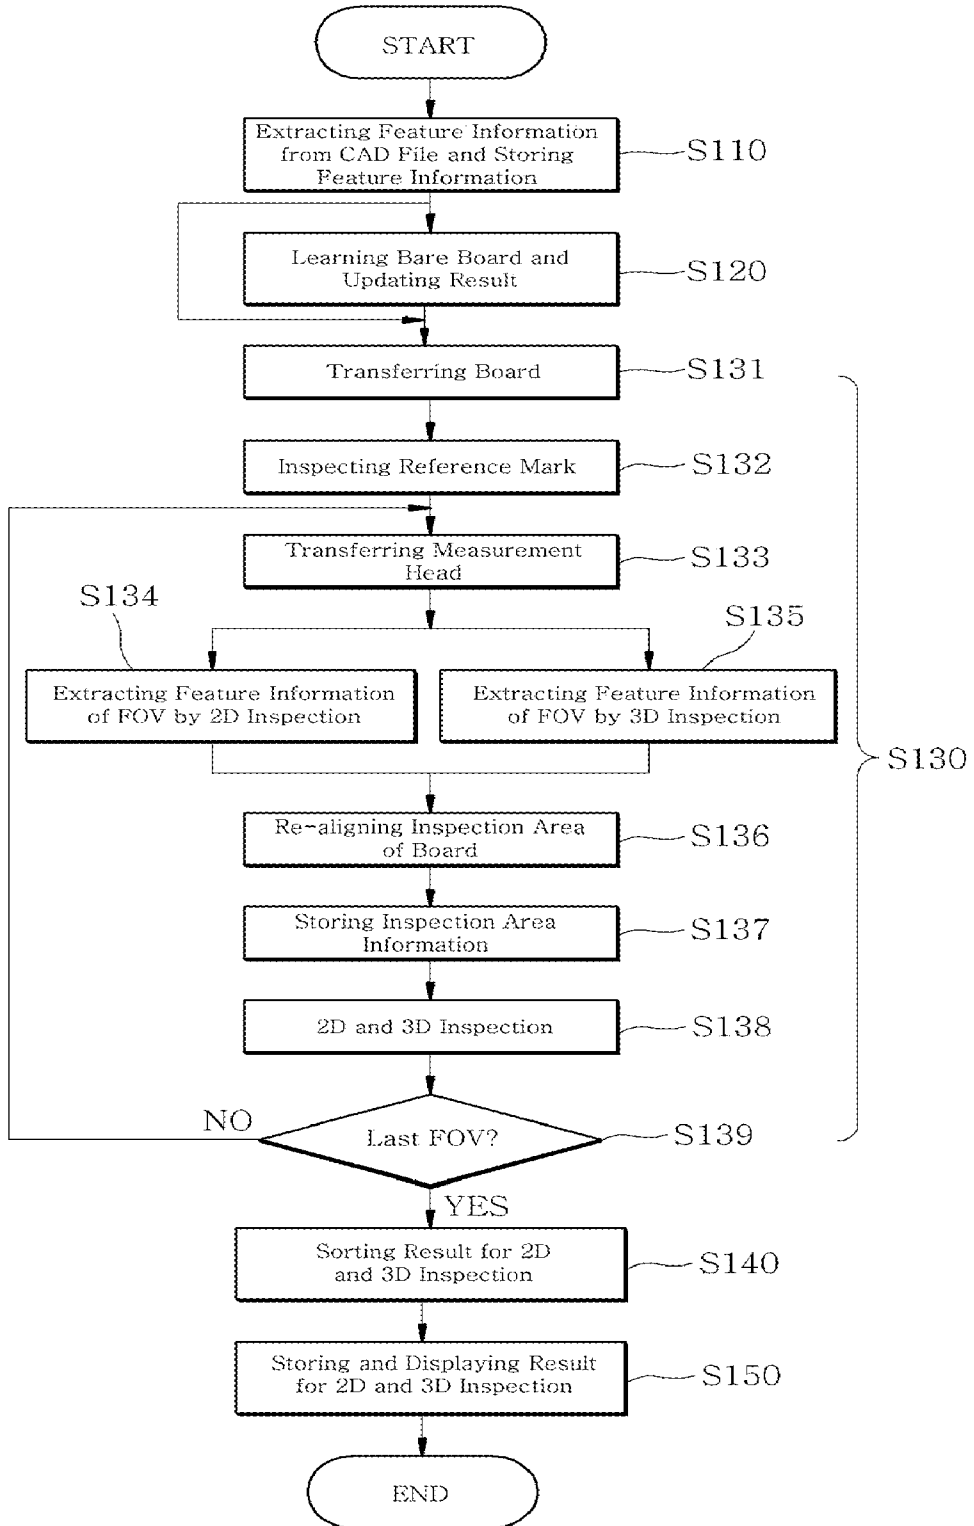 START
Extracting Feature Information
from CAD File and Storing
Feature Information
S110
Learning Bare Board and
Updating Result
S120
Transferring Board
S131
Inspecting Reference Mark
S132
Transferring Measurement
Head
S133
S134
S135
Extracting Feature Information
of FOV by 2D Inspection
Extracting Feature Information
of FOV by 3D Inspection
S130
Re-aligning Inspection Area
of Board
S136
Storing Inspection Area
Information
S137
2D and 3D Inspection
S138
NO
Last FOV?
S139
YES
Sorting Result for 2D
and 3D Inspection
S140
Storing and Displaying Result
for 2D and 3D Inspection
S150
END